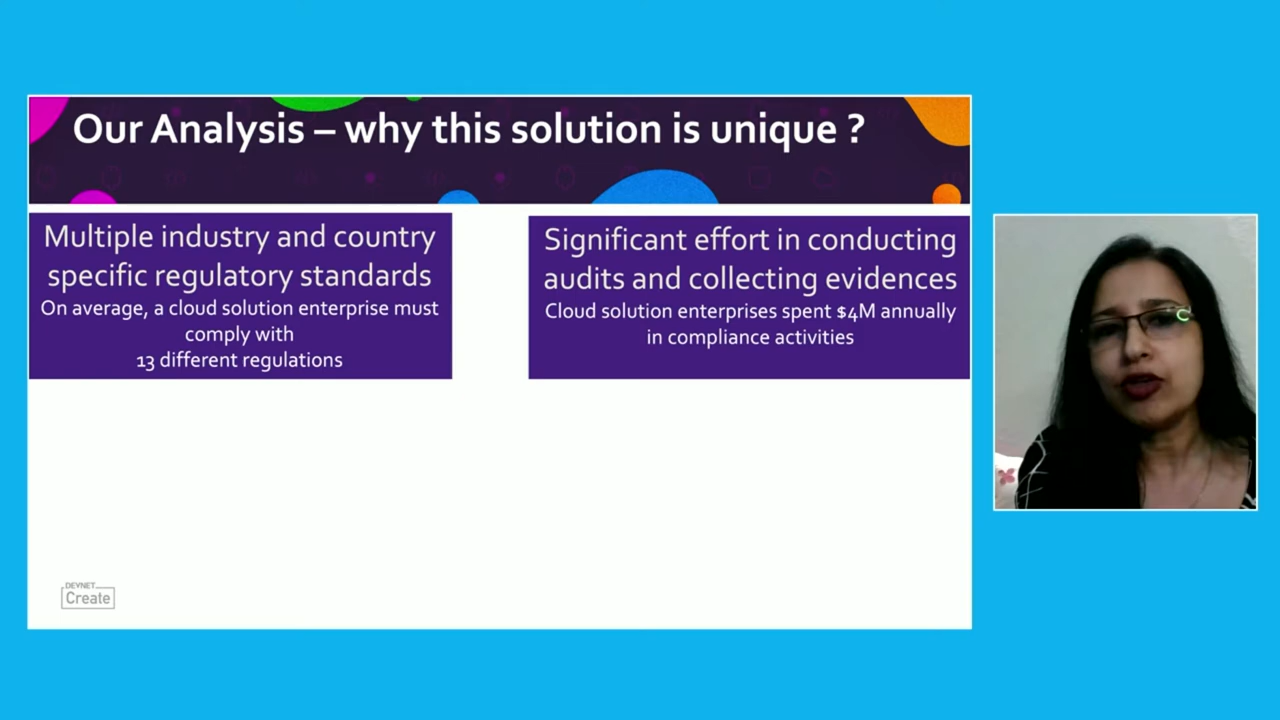 Our Analysis – why this solution is unique ?
Multiple industry and country
specific regulatory standards
On average, a cloud solution enterprise must
comply with
13 different regulations
Significant effort in conducting
audits and collecting evidences
Cloud solution enterprises spent $4M annually
in compliance activities
DEVNET
Create